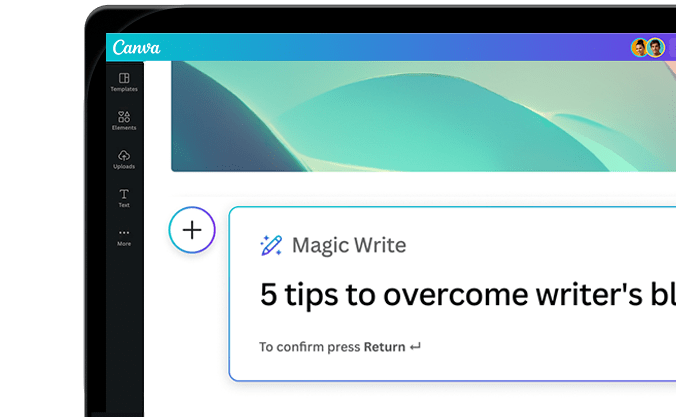 Canva
Templates
Elements
Uploads
Text
More
Magic Write
5 tips to overcome writer's bl
To confirm press Return ↵